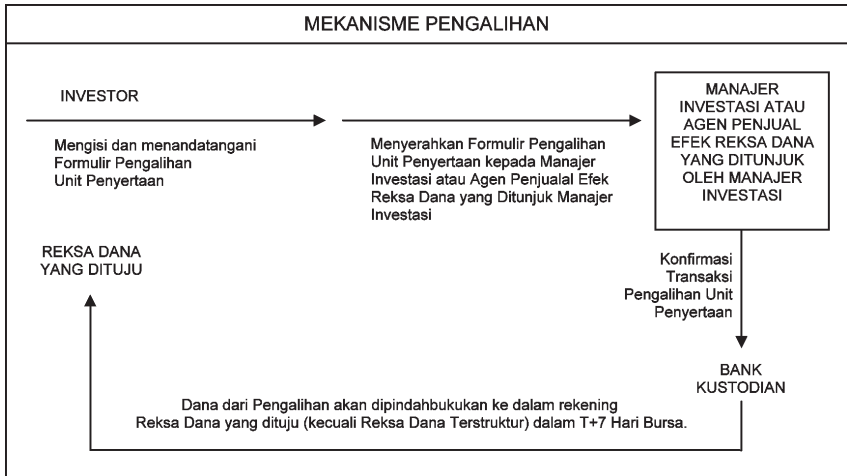 MEKANISME PENGALIHAN
INVESTOR
Mengisi dan menandatangani
Formulir Pengalihan
Unit Penyertaan
Menyerahkan Formulir Pengalihan
Unit Penyertaan kepada Manajer
Investasi atau Agen Penjualal Efek
Reksa Dana yang Ditunjuk Manajer
Investasi
MANAJER
INVESTASI ATAU
AGEN PENJUAL
EFEK REKSA DANA
YANG DITUNJUK
OLEH MANAJER
INVESTASI
Konfirmasi
Transaksi
Pengalihan Unit
Penyertaan
BANK
KUSTODIAN
Dana dari Pengalihan akan dipindahbukukan ke dalam rekening
Reksa Dana yang dituju (kecuali Reksa Dana Terstruktur) dalam T+7 Hari Bursa.
REKSA DANA
YANG DITUJU